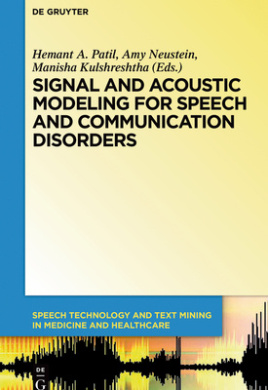 DE GRUYTER
Hemant A. Patil, Amy Neustein,
Manisha Kulshreshtha (Eds.)
SIGNAL AND ACOUSTIC
MODELING FOR SPEECH
AND COMMUNICATION
DISORDERS
SPEECH TECHNOLOGY AND TEXT MINING
IN MEDICINE AND HEALTHCARE
DE
G